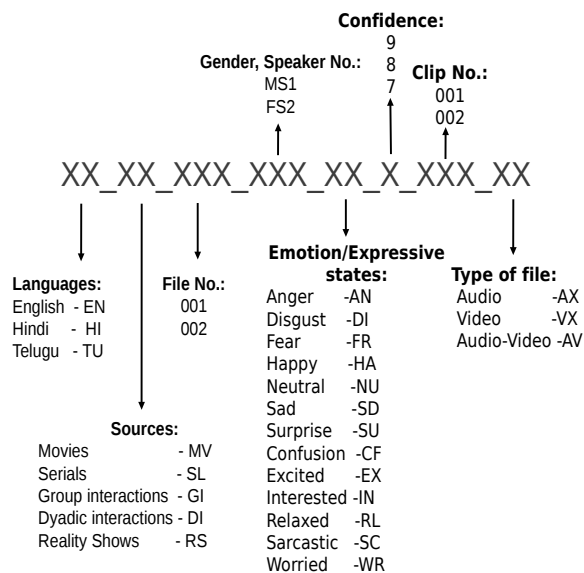 Confidence:
9
8
7
Gender, Speaker No.:
MS1
FS2
Clip No.:
001
002
XX_XX_XXX_XXX_XX_X_XXX_XX
Languages:
English - EN
Hindi - HI
Telugu - TU
File No.:
001
002
Sources:
Movies - MV
Serials - SL
Group interactions - GI
Dyadic interactions - DI
Reality Shows - RS
Emotion/Expressive
states:
Anger -AN
Disgust -DI
Fear -FR
Happy -HA
Neutral -NU
Sad -SD
Surprise -SU
Confusion -CF
Excited -EX
Interested -IN
Relaxed -RL
Sarcastic -SC
Worried -WR
Type of file:
Audio -AX
Video -VX
Audio-Video -AV